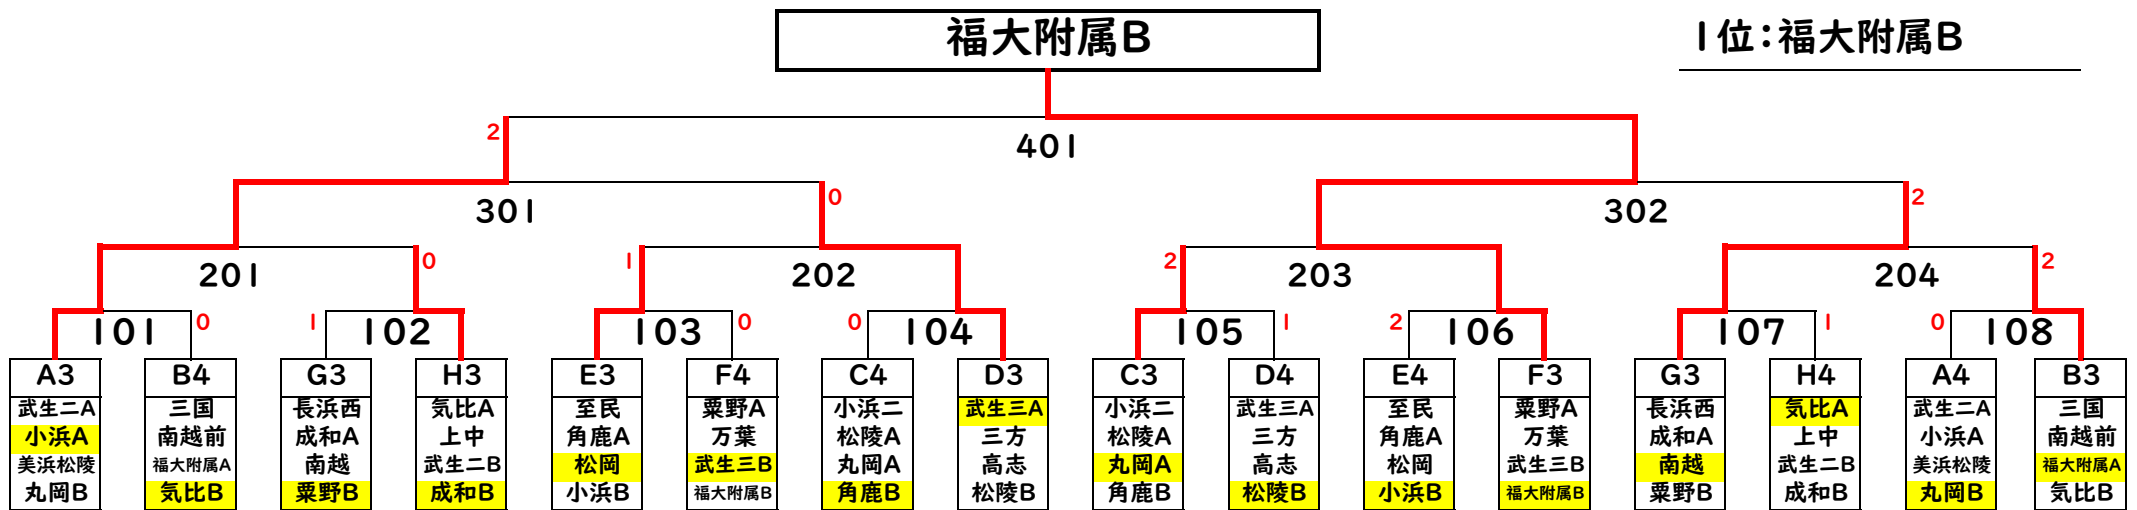 福大附属B
1位：福大附属B
2
401
0
301
302
2
0
1
2
2
201
202
203
204
101
0
1
102
103
0
0
104
105
1
2
106
107
1
0
108
A3
B4
G3
H3
E3
F4
C4
D3
C3
D4
E4
F3
G3
H4
A4
B3
武生二A
三国
長浜西
気比A
至民
粟野A
小浜二
武生三A
小浜二
武生三A
至民
粟野A
長浜西
気比A
武生二A
三国
小浜A
南越前
成和A
上中
角鹿A
万葉
松陵A
三方
松陵A
三方
角鹿A
万葉
成和A
上中
小浜A
南越前
美浜松陵
福大附属A
南越
武生二B
松岡
武生三B
丸岡A
高志
丸岡A
高志
松岡
武生三B
南越
武生二B
美浜松陵
福大附属A
丸岡B
気比B
粟野B
成和B
小浜B
福大附属B
角鹿B
松陵B
角鹿B
松陵B
小浜B
福大附属B
粟野B
成和B
丸岡B
気比B